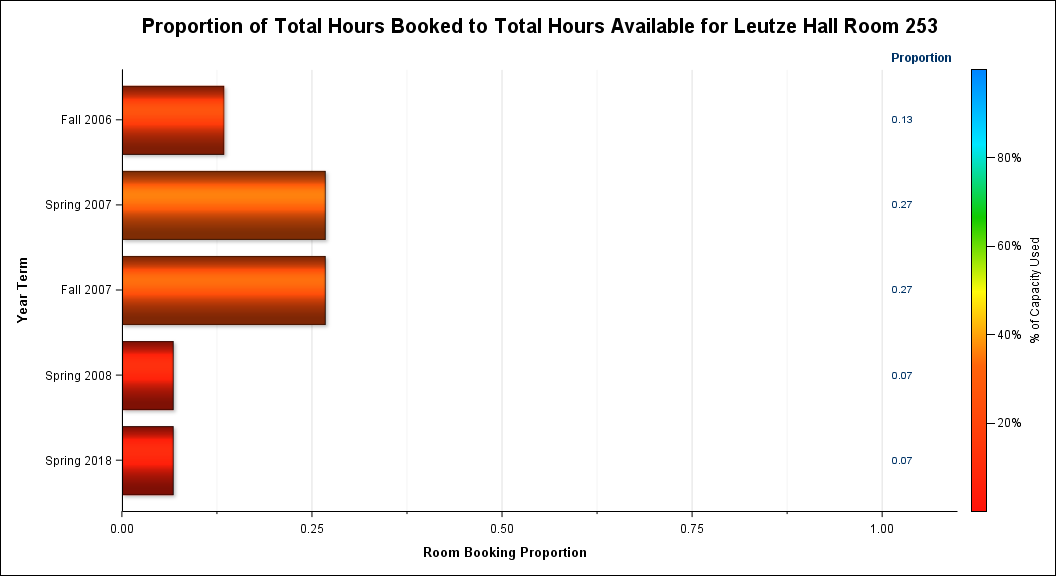 Proportion of Total Hours Booked to Total Hours Available for Leutze Hall Room 253
Proportion
Fall 2006
0.13
Spring 2007
0.27
Fall 2007
0.27
Spring 2008
0.07
Spring 2018
0.07
Year Term
0.00
0.25
0.50
0.75
1.00
Room Booking Proportion
80%
60%
40%
20%
% of Capacity Used